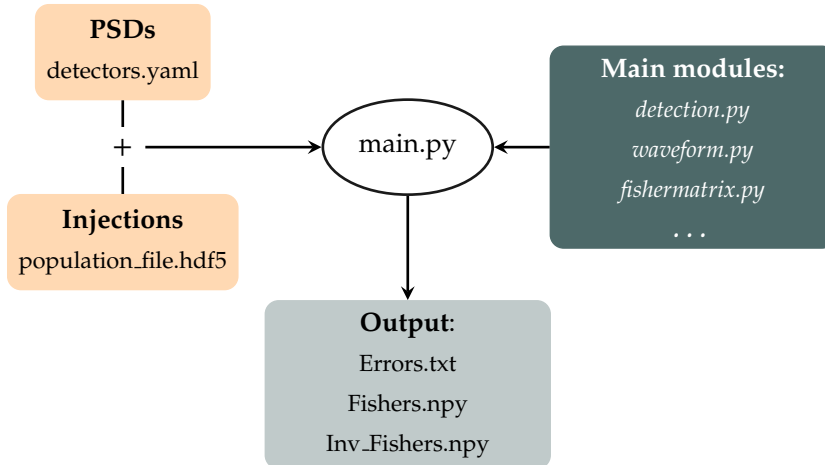 PSDs
detectors.yaml
+
Injections
population_file.hdf5
main.py
Main modules:
detection.py
waveform.py
fishermatrix.py
...
Output:
Errors.txt
Fishers.npy
Inv_Fishers.npy